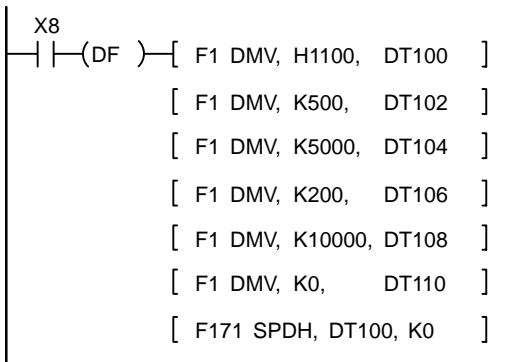 X8
(DF ) [ F1 DMV, H1100, DT100 ]
[ F1 DMV, K500, DT102 ]
[ F1 DMV, K5000, DT104 ]
[ F1 DMV, K200, DT106 ]
[ F1 DMV, K10000, DT108 ]
[ F1 DMV, K0, DT110 ]
[ F171 SPDH, DT100, K0 ]